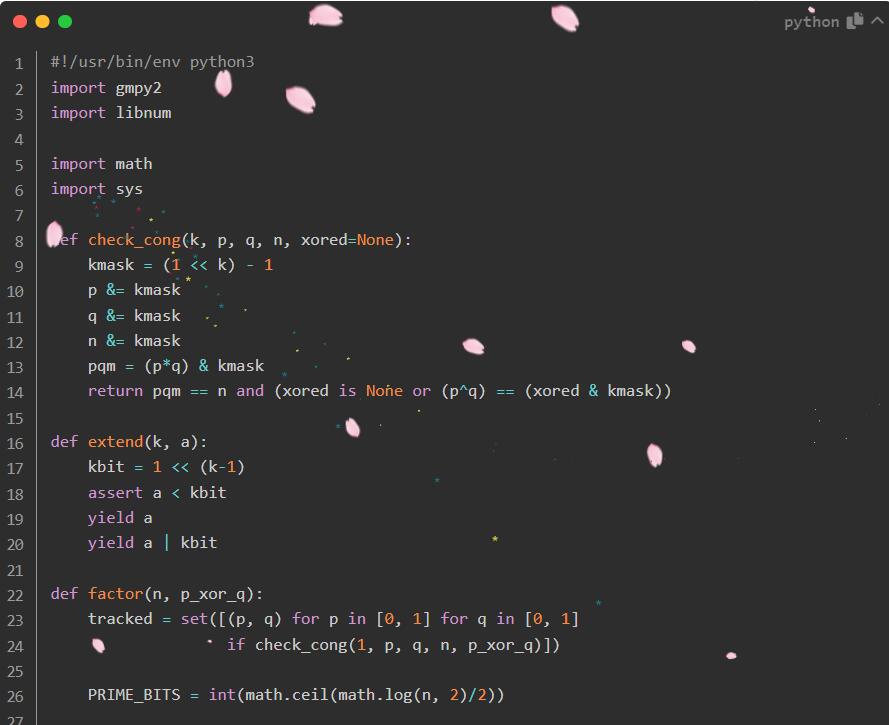 python
1 #!/usr/bin/env python3
2 import gmpy2
3 import libnum
4
5 import math
6 import sys
7
8 def check_cong(k, p, q, n, xored=None):
9     kmask = (1 << k) - 1
10     p &= kmask
11     q &= kmask
12     n &= kmask
13     pqm = (p*q) & kmask
14     return pqm == n and (xored is None or (p^q) == (xored & kmask))
15
16 def extend(k, a):
17     kbit = 1 << (k-1)
18     assert a < kbit
19     yield a
20     yield a | kbit
21
22 def factor(n, p_xor_q):
23     tracked = set([(p, q) for p in [0, 1] for q in [0, 1]
24                    if check_cong(1, p, q, n, p_xor_q)])
25
26     PRIME_BITS = int(math.ceil(math.log(n, 2)/2))
27